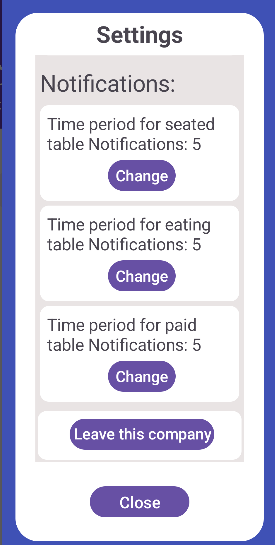 Settings
Notifications:
Time period for seated
table Notifications: 5
Change
Time period for eating
table Notifications: 5
Change
Time period for paid
table Notifications: 5
Change
Leave this company
Close